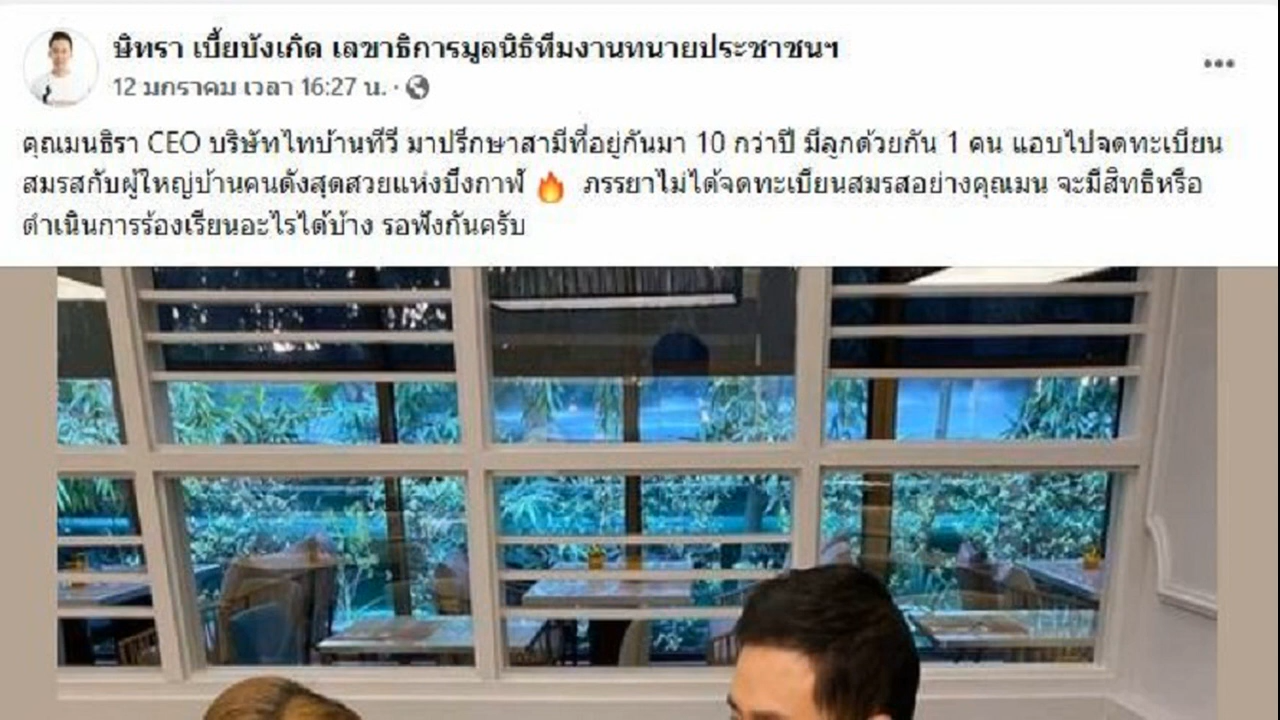 ษิทรา เบี้ยบังเกิด เลขาธิการมูลนิธิทีมงานทนายประชาชนฯ
12 มกราคม เวลา 16:27 น. ·
คุณมนธิรา CEO บริษัทไทบ้านทีวี มาปรึกษาสามีที่อยู่กันมา 10 กว่าปี มีลูกด้วยกัน 1 คน แอบไปจดทะเบียน
สมรสกับผู้ใหญ่บ้านคนดังสุดสวยแห่งบึงกาฬ 🔥 ภรรยาไม่ได้จดทะเบียนสมรสอย่างคุณมน จะมีสิทธิหรือ
ดำเนินการร้องเรียนอะไรได้บ้าง รอฟังกันครับ